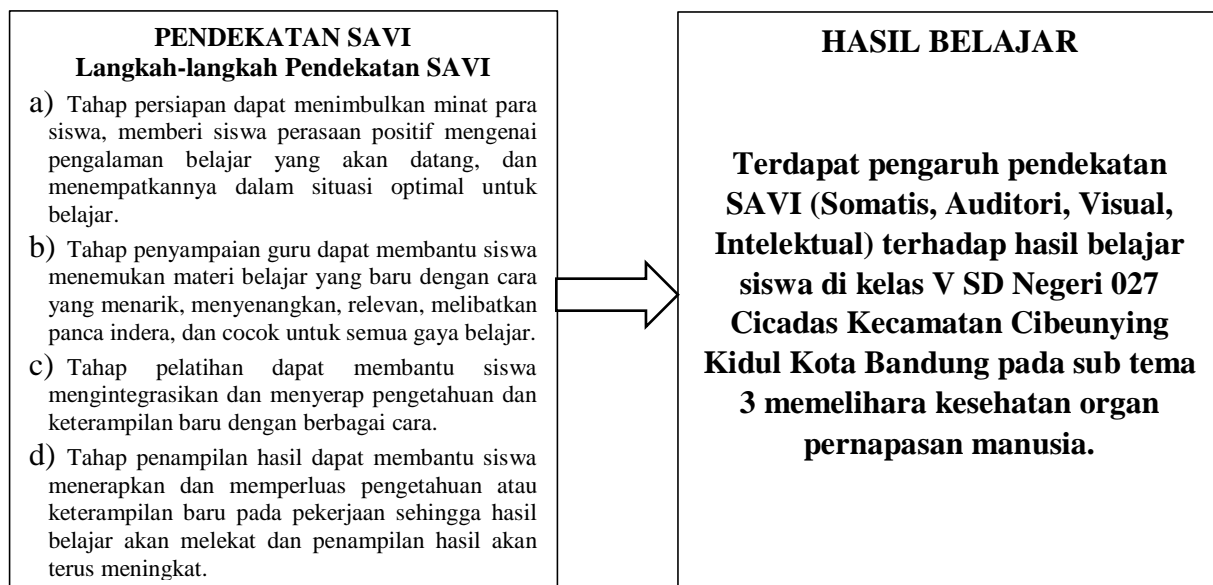 PENDEKATAN SAVI
Langkah-langkah Pendekatan SAVI
a) Tahap persiapan dapat menimbulkan minat para
siswa, memberi siswa perasaan positif mengenai
pengalaman belajar yang akan datang, dan
menempatkannya dalam situasi optimal untuk
belajar.
b) Tahap penyampaian guru dapat membantu siswa
menemukan materi belajar yang baru dengan cara
yang menarik, menyenangkan, relevan, melibatkan
panca indera, dan cocok untuk semua gaya belajar.
c) Tahap pelatihan dapat membantu siswa
mengintegrasikan dan menyerap pengetahuan dan
keterampilan baru dengan berbagai cara.
d) Tahap penampilan hasil dapat membantu siswa
menerapkan dan memperluas pengetahuan atau
keterampilan baru pada pekerjaan sehingga hasil
belajar akan melekat dan penampilan hasil akan
terus meningkat.
HASIL BELAJAR
Terdapat pengaruh pendekatan
SAVI (Somatis, Auditori, Visual,
Intelektual) terhadap hasil belajar
siswa di kelas V SD Negeri 027
Cicadas Kecamatan Cibeunying
Kidul Kota Bandung pada sub tema
3 memelihara kesehatan organ
pernapasan manusia.